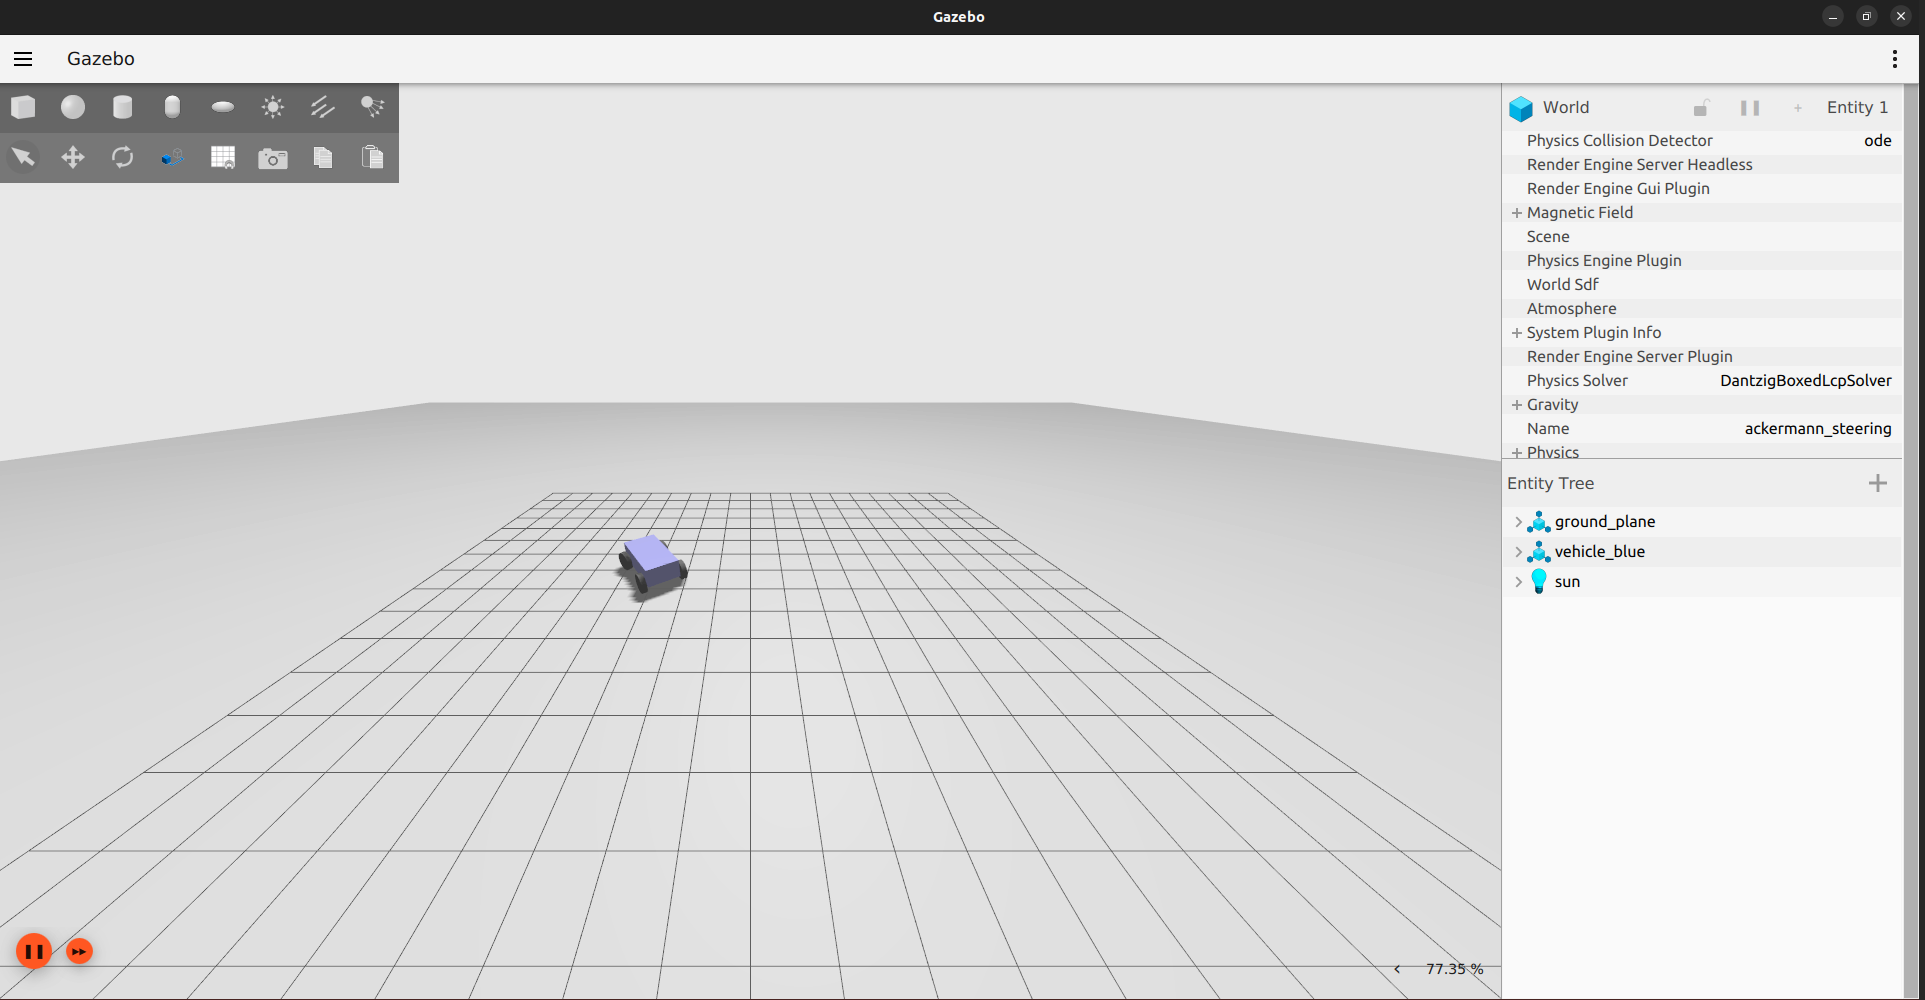 Gazebo
Gazebo
World Entity 1
Physics Collision Detector ode
Render Engine Server Headless
Render Engine Gui Plugin
Magnetic Field
Scene
Physics Engine Plugin
World Sdf
Atmosphere
System Plugin Info
Render Engine Server Plugin
Physics Solver DantzigBoxedLcpSolver
Gravity
Name ackermann_steering
Physics
Entity Tree
ground_plane
vehicle_blue
sun
77.35 %